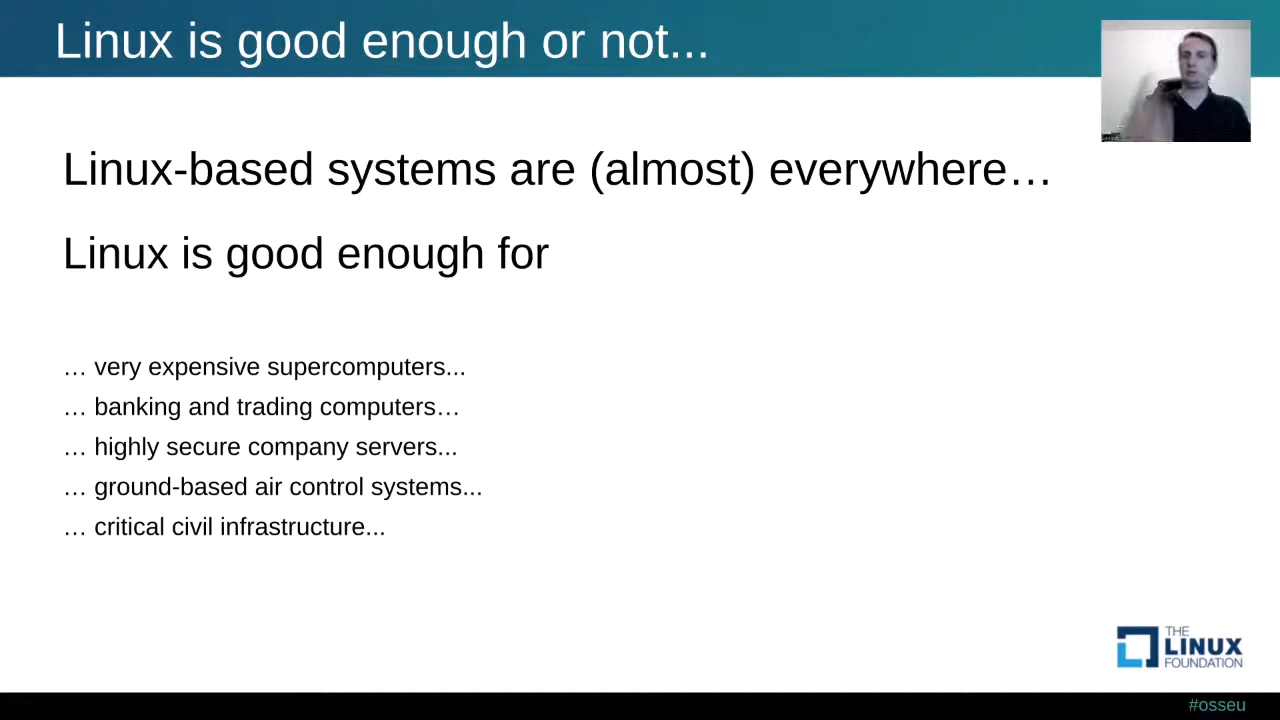 Linux is good enough or not...
Linux-based systems are (almost) everywhere…
Linux is good enough for
… very expensive supercomputers...
… banking and trading computers…
… highly secure company servers...
… ground-based air control systems...
… critical civil infrastructure...
THE
LINUX
FOUNDATION
#osseu